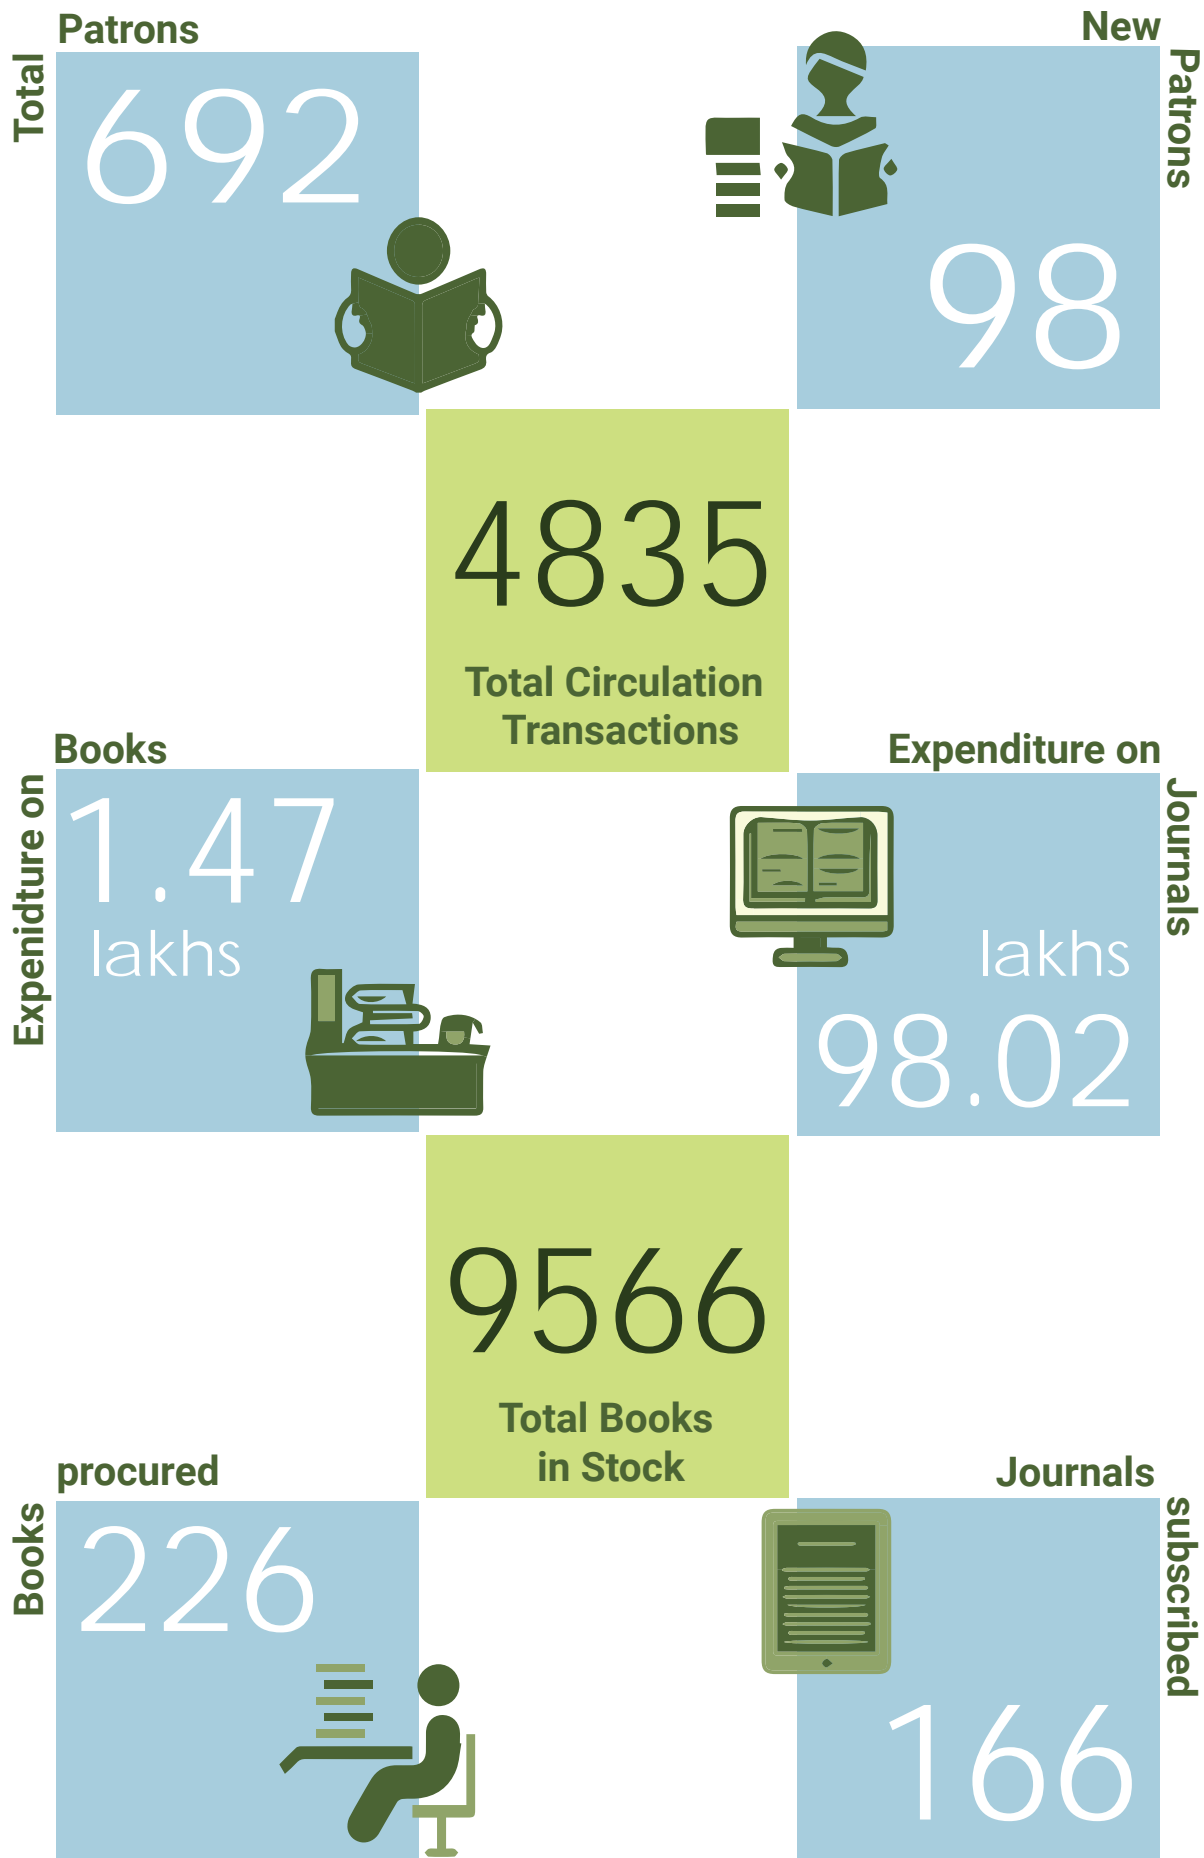 Total
Patrons
692
New
Patrons
98
4835
Total Circulation
Transactions
Expenidture on
Books
1.47
lakhs
Expenditure on
Journals
lakhs
98.02
9566
Total Books
in Stock
Books
procured
226
Journals
subscribed
166